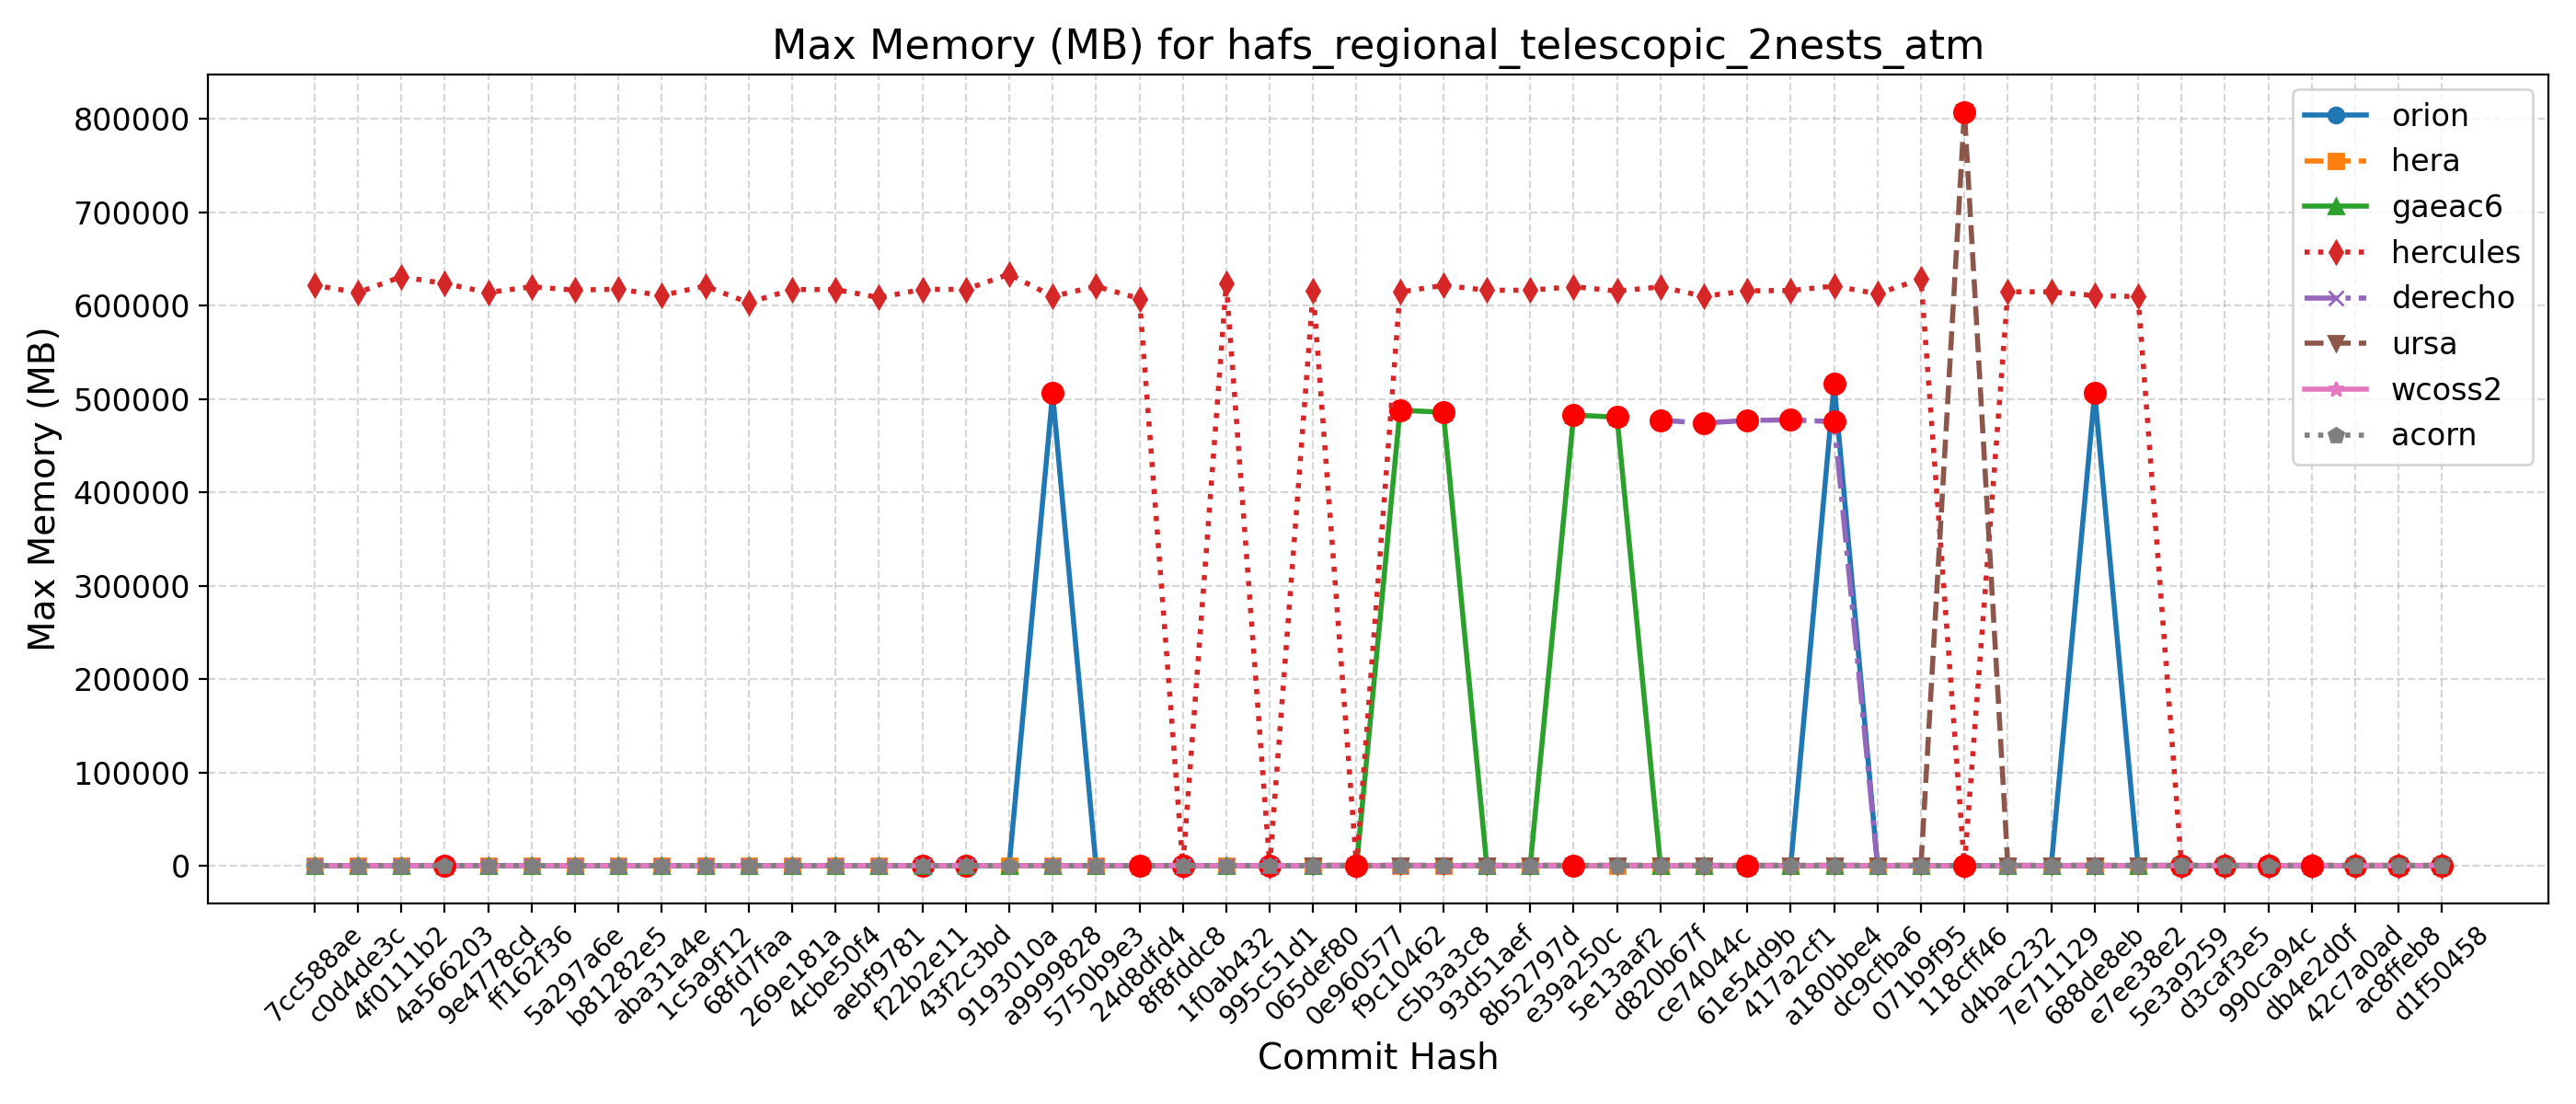 Max Memory (MB) for hafs_regional_telescopic_2nests_atm
Max Memory (MB)
800000
700000
600000
500000
400000
300000
200000
100000
0
orion
hera
gaeac6
hercules
derecho
ursa
wcoss2
acorn
7cc588ae
c0d4de3c
4f0111b2
4a566203
9e4778cd
ff162f36
5a297a6e
b81282e5
aba31a4e
1c5a9f12
68fd7faa
269e181a
4cbe50f4
aebf9781
f22b2e11
43f2c3bd
9193010a
a9999828
5750b9e3
24d8dfd4
8f8fddc8
1f0ab432
995c51d1
065def80
0e960577
f9c10462
c5b3a3c8
93d51aef
8b52797d
e39a250c
5e13aaf2
d820b67f
ce74044c
61e54d9b
417a2cf1
a180bbe4
dc9cfba6
071b9f95
118cff46
d4bac232
7e711129
688de8eb
e7ee38e2
5e3a9259
d3caf3e5
990ca94c
db4e2d0f
42c7a0ad
ac8ffeb8
d1f50458
Commit Hash